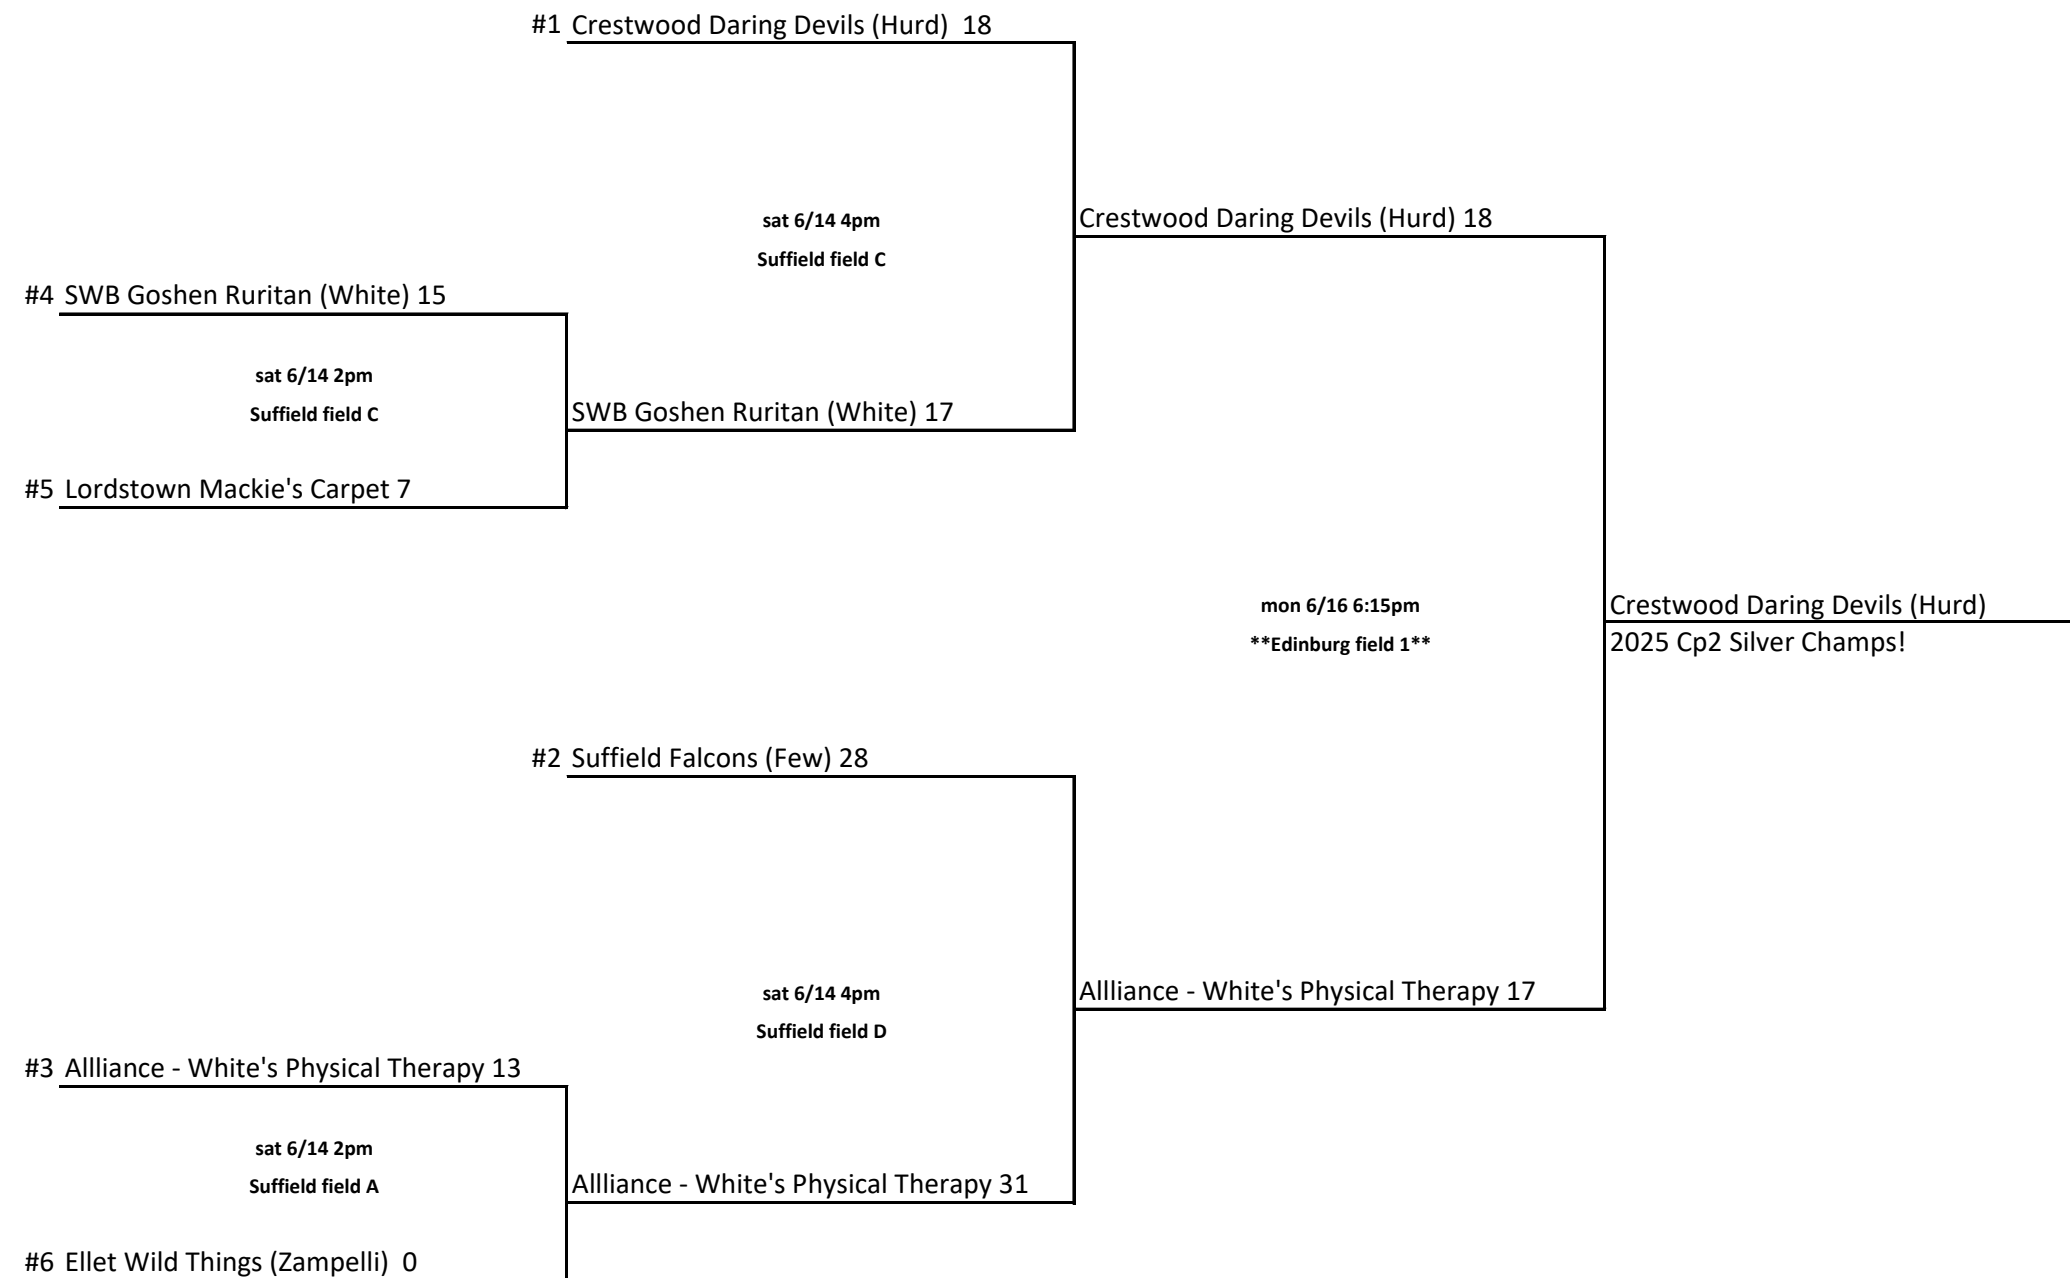 #1 Crestwood Daring Devils (Hurd)  18
sat 6/14 4pm
Suffield field C
Crestwood Daring Devils (Hurd) 18
#4 SWB Goshen Ruritan (White) 15
sat 6/14 2pm
Suffield field C
SWB Goshen Ruritan (White) 17
#5 Lordstown Mackie's Carpet 7
mon 6/16 6:15pm
**Edinburg field 1**
Crestwood Daring Devils (Hurd)
2025 Cp2 Silver Champs!
#2 Suffield Falcons (Few) 28
sat 6/14 4pm
Suffield field D
Allliance - White's Physical Therapy 17
#3 Allliance - White's Physical Therapy 13
sat 6/14 2pm
Suffield field A
Allliance - White's Physical Therapy 31
#6 Ellet Wild Things (Zampelli)  0